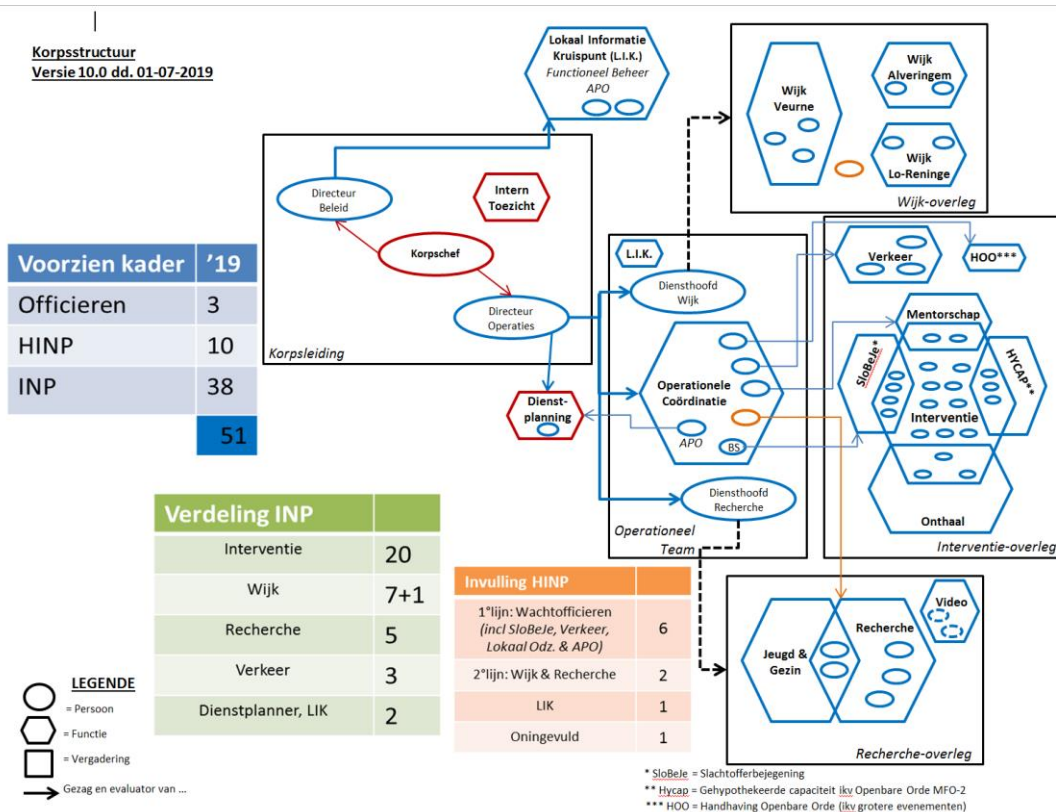 Korpsstructuur
Versie 10.0 dd. 01-07-2019
Lokaal Informatie
Kruispunt (L.I.K.)
Functioneel Beheer
APO
Wijk
Veurne
Wijk
Alveringem
Wijk
Lo-Reninge
Wijk-overleg
Directeur
Beleid
Intern
Toezicht
Korpschef
Directeur
Operaties
Korpsleiding
L.I.K.
Diensthoofd
Wijk
Operationele
Coördinatie
APO
BS
Diensthoofd
Recherche
Operationeel
Team
Dienst-
planning
Verkeer
HOO***
Mentorschap
SloBeJe*
HYCAP**
Interventie
Onthaal
Interventie-overleg
Voorzien kader '19
Officieren 3
HINP 10
INP 38
51
Verdeling INP
Interventie 20
Wijk 7+1
Recherche 5
Verkeer 3
Dienstplanner, LIK 2
Invulling HINP
1°lijn: Wachtofficieren
(incl SloBeJe, Verkeer,
Lokaal Odz. & APO)
6
2°lijn: Wijk & Recherche 2
LIK 1
Oningevuld 1
Jeugd &
Gezin
Recherche
Video
Recherche-overleg
LEGENDE
= Persoon
= Functie
= Vergadering
Gezag en evaluator van ...
* SloBeJe = Slachtofferbejegening
** Hycap = Gehypothekeerde capaciteit ikv Openbare Orde MFO-2
*** HOO = Handhaving Openbare Orde (ikv grotere evenementen)